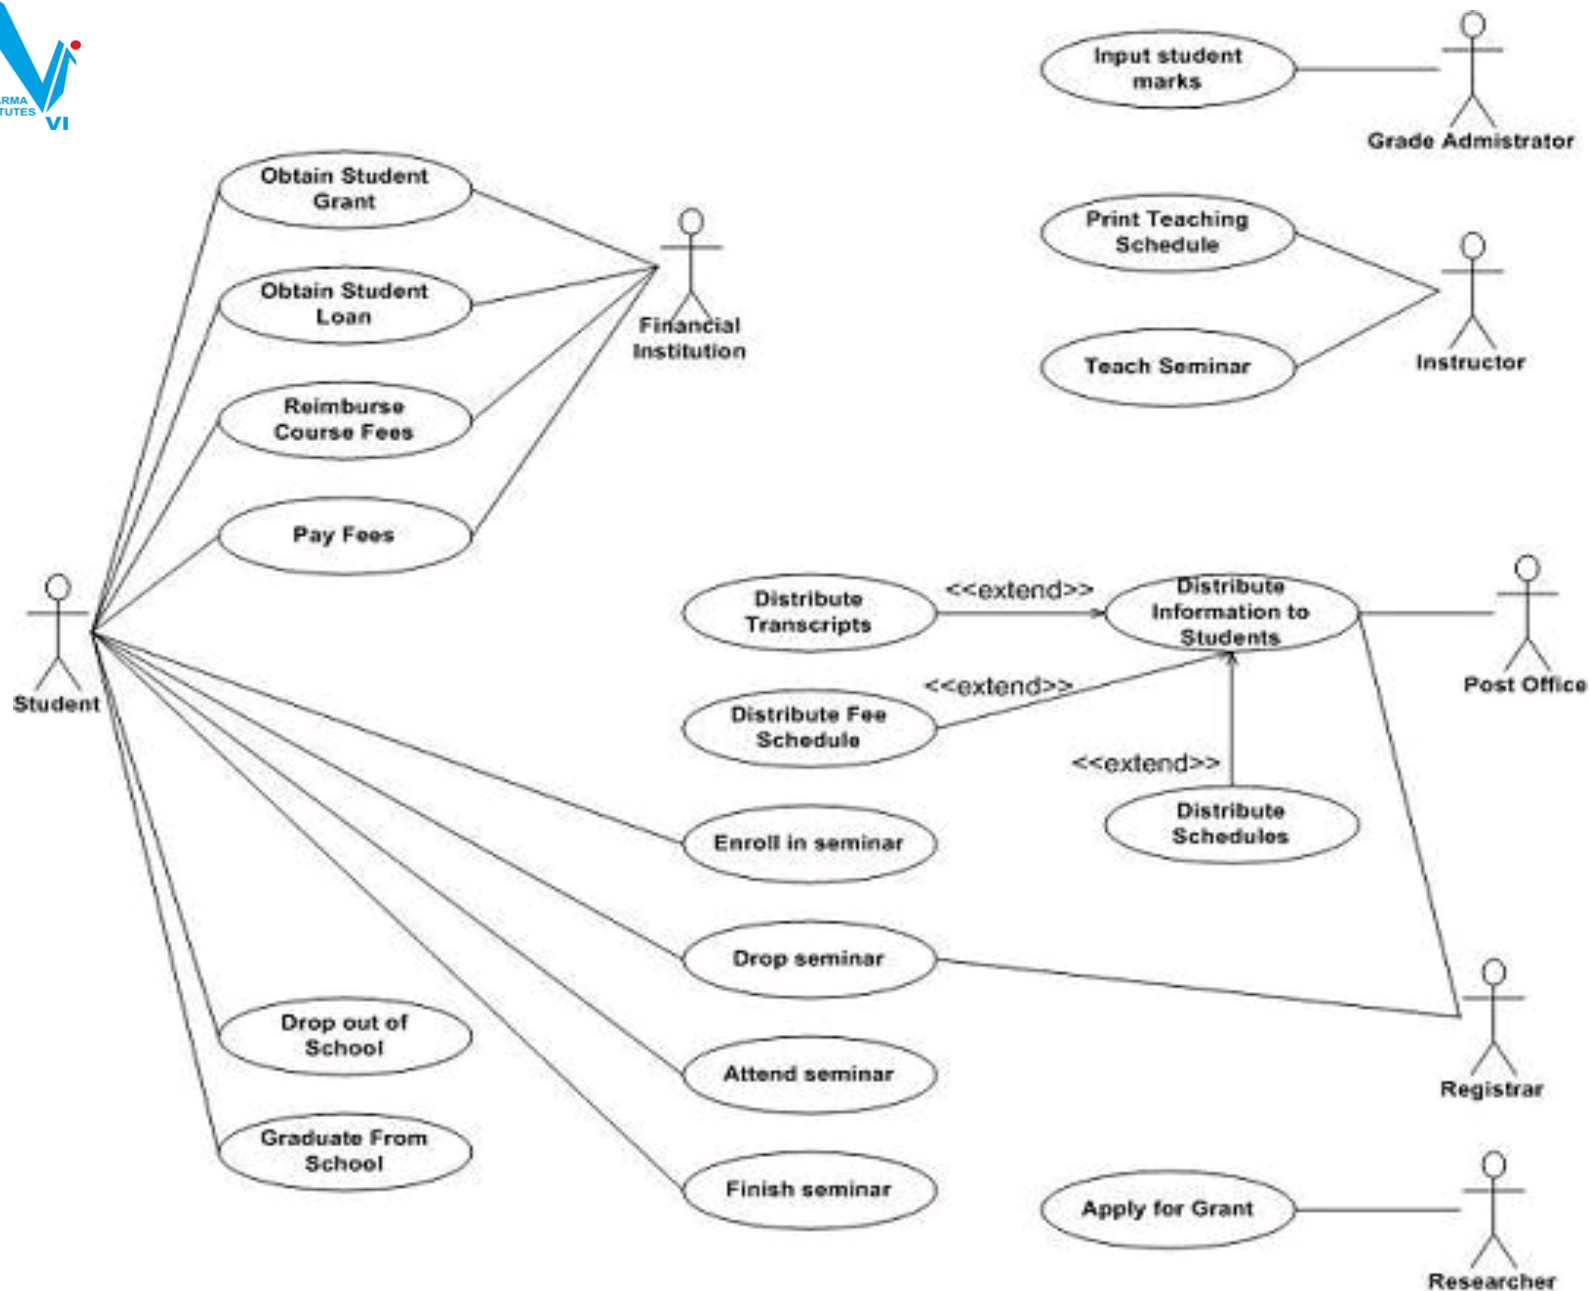 ARMA
TUTES
VI
Input student
marks
Grade Admistrator
Obtain Student
Grant
Print Teaching
Schedule
Obtain Student
Loan
Financial
Institution
Teach Seminar
Instructor
Reimburse
Course Fees
Pay Fees
Student
Distribute
Transcripts
<<extend>>
Distribute
Information to
Students
Post Office
Distribute Fee
Schedule
<<extend>>
<<extend>>
Distribute
Schedules
Enroll in seminar
Drop seminar
Drop out of
School
Attend seminar
Registrar
Graduate From
School
Finish seminar
Apply for Grant
Researcher